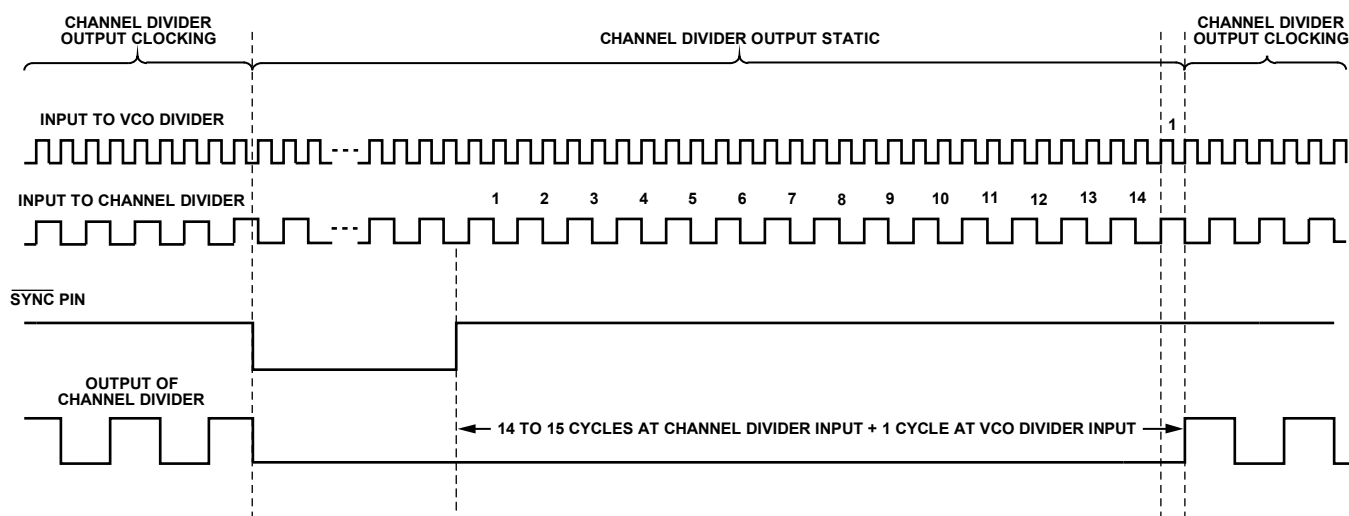 CHANNEL DIVIDER
OUTPUT CLOCKING
CHANNEL DIVIDER OUTPUT STATIC
CHANNEL DIVIDER
OUTPUT CLOCKING
INPUT TO VCO DIVIDER
1
INPUT TO CHANNEL DIVIDER
1 2 3 4 5 6 7 8 9 10 11 12 13 14
SYNC PIN
OUTPUT OF
CHANNEL DIVIDER
14 TO 15 CYCLES AT CHANNEL DIVIDER INPUT + 1 CYCLE AT VCO DIVIDER INPUT